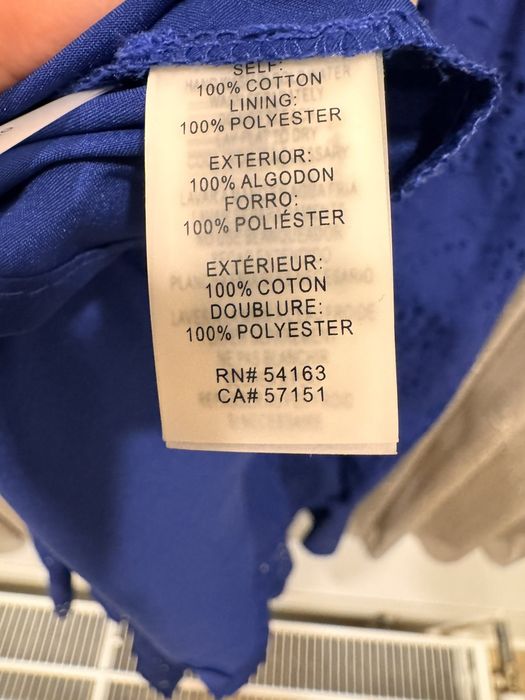 SELF:
100% COTTON
LINING:
100% POLYESTER
EXTERIOR:
100% ALGODON
FORRO:
100% POLIÉSTER
EXTÉRIEUR:
100% COTON
DOUBLURE:
100% POLYESTER
RN# 54163
CA# 57151